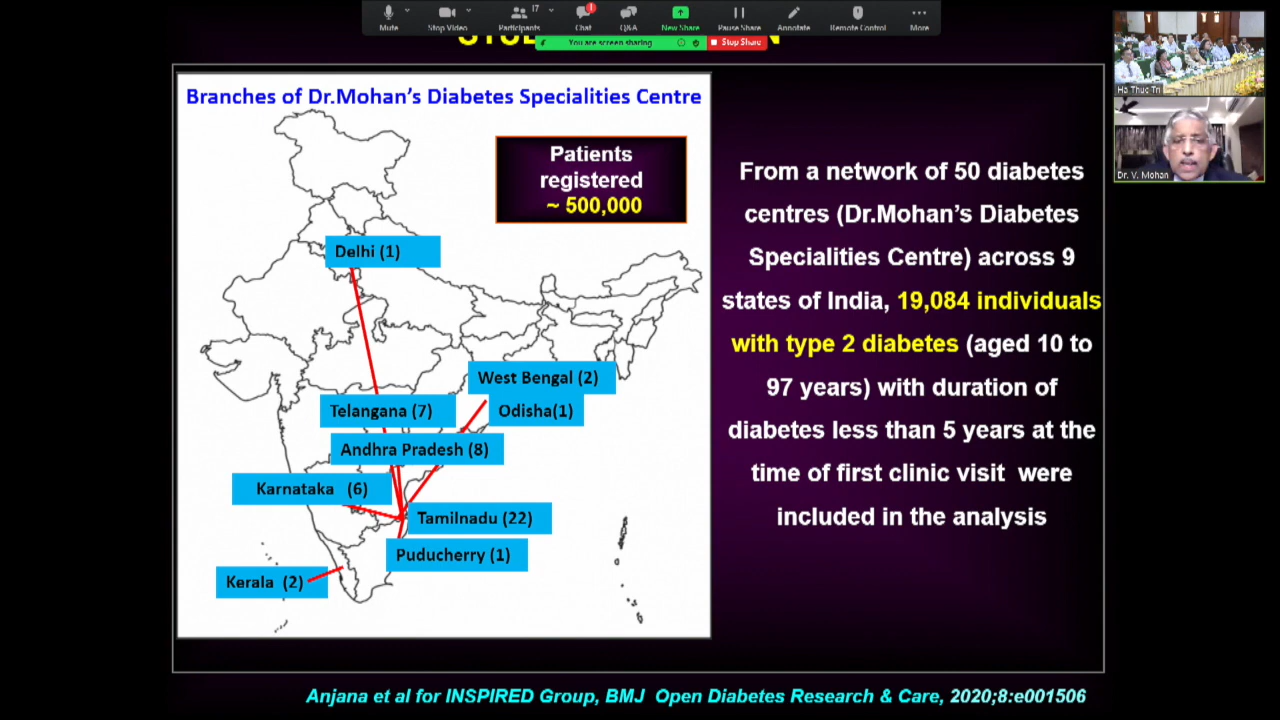 17
1
Mute
Stop Video
Participants
Chat
Q&A
New Share
Pause Share
Annotate
Remote Control
More
You are screen sharing
Stop Share
Branches of Dr.Mohan's Diabetes Specialities Centre
Patients
registered
~ 500,000
Delhi (1)
West Bengal (2)
Telangana (7)
Odisha(1)
Andhra Pradesh (8)
Karnataka (6)
Tamilnadu (22)
Puducherry (1)
Kerala (2)
From a network of 50 diabetes
centres (Dr.Mohan's Diabetes
Specialities Centre) across 9
states of India, 19,084 individuals
with type 2 diabetes (aged 10 to
97 years) with duration of
diabetes less than 5 years at the
time of first clinic visit were
included in the analysis
Anjana et al for INSPIRED Group, BMJ Open Diabetes Research & Care, 2020;8:e001506
Ha Thuc Tri
Dr. V. Mohan